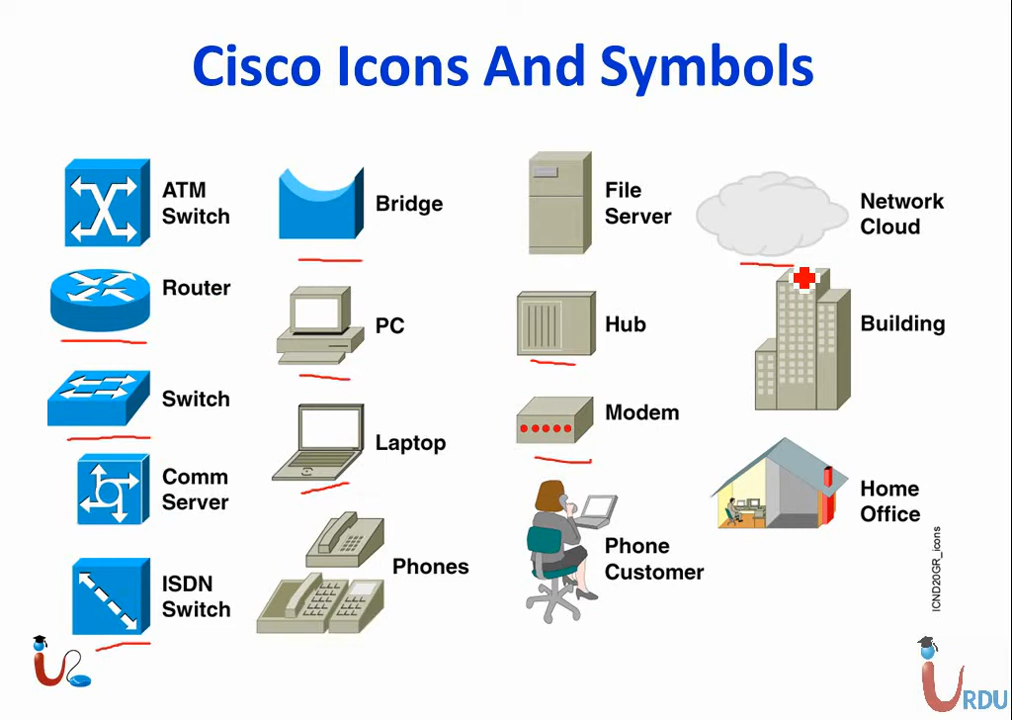 Cisco Icons And Symbols
ATM
Switch
Router
Switch
Comm
Server
ISDN
Switch
Bridge
PC
Laptop
Phones
File
Server
Hub
Modem
Phone
Customer
Network
Cloud
Building
Home
Office
ICND20GR_icons
U
URDU